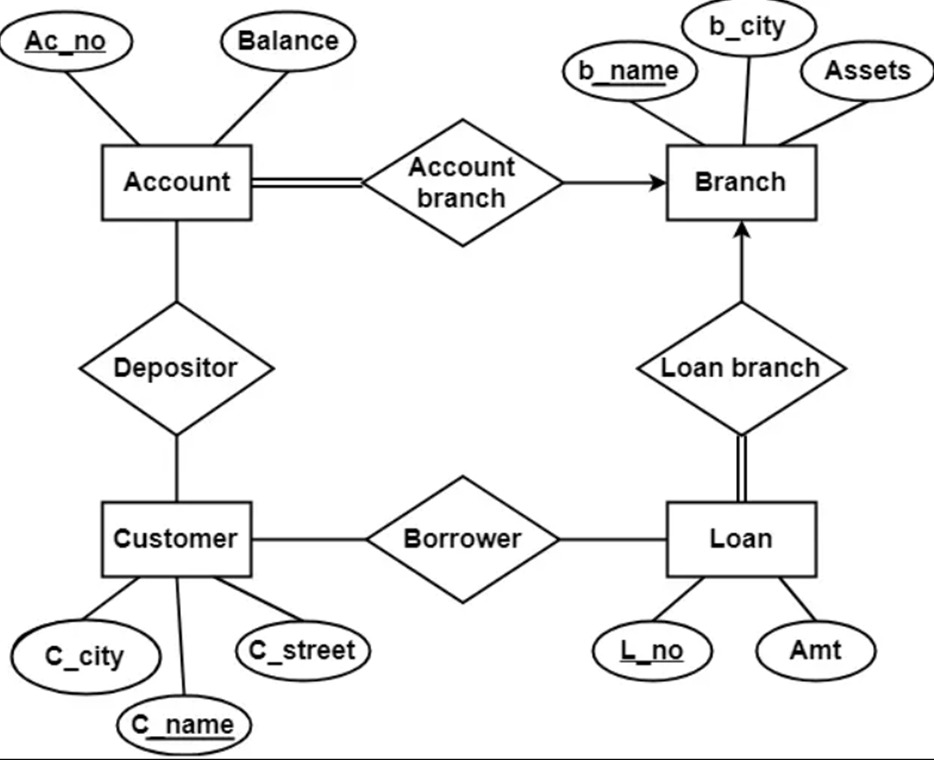 Ac_no
Balance
b_name
b_city
Assets
Account
Account
branch
Branch
Depositor
Loan branch
Customer
Borrower
Loan
C_city
C_name
C_street
L_no
Amt